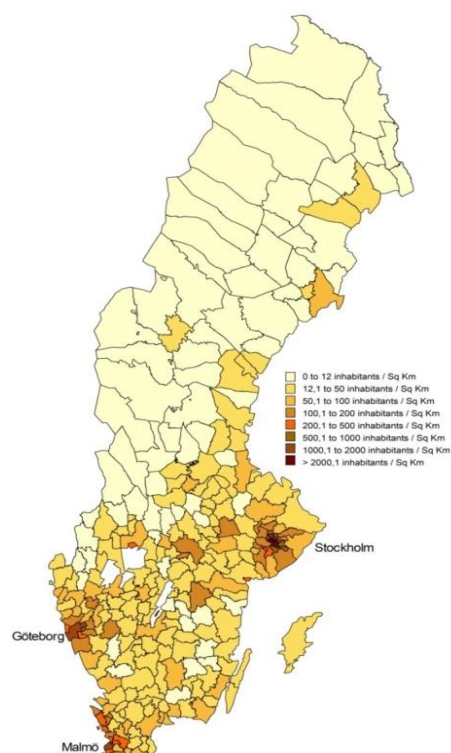 0 to 12 inhabitants / Sq Km
12,1 to 50 inhabitants / Sq Km
50,1 to 100 inhabitants / Sq Km
100,1 to 200 inhabitants / Sq Km
200,1 to 500 inhabitants / Sq Km
500,1 to 1000 inhabitants / Sq Km
1000,1 to 2000 inhabitants / Sq Km
> 2000,1 inhabitants / Sq Km
Stockholm
Göteborg
Malmö